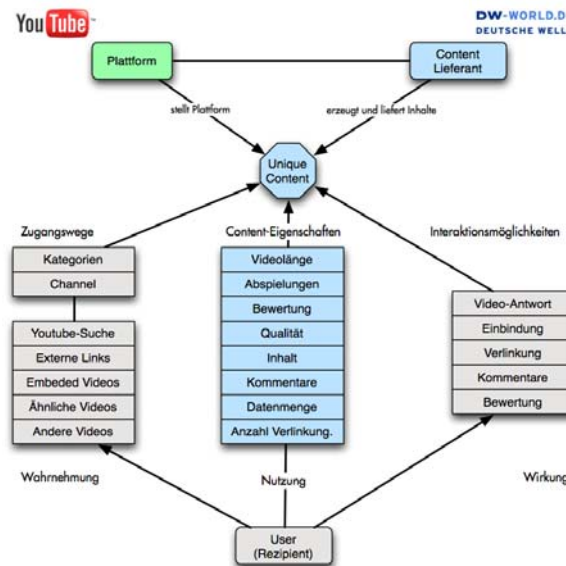 YouTube
DW-WORLD.D
DEUTSCHE WELL
Plattform
Content
Lieferant
stellt Plattform
erzeugt und liefert Inhalte
Unique
Content
Zugangswege
Content-Eigenschaften
Interaktionsmöglichkeiten
Kategorien
Channel
Youtube-Suche
Externe Links
Embeded Videos
Ähnliche Videos
Andere Videos
Videolänge
Abspielungen
Bewertung
Qualität
Inhalt
Kommentare
Datenmenge
Anzahl Verlinkung.
Video-Antwort
Einbindung
Verlinkung
Kommentare
Bewertung
Wahrnehmung
Nutzung
Wirkung
User
(Rezipient)